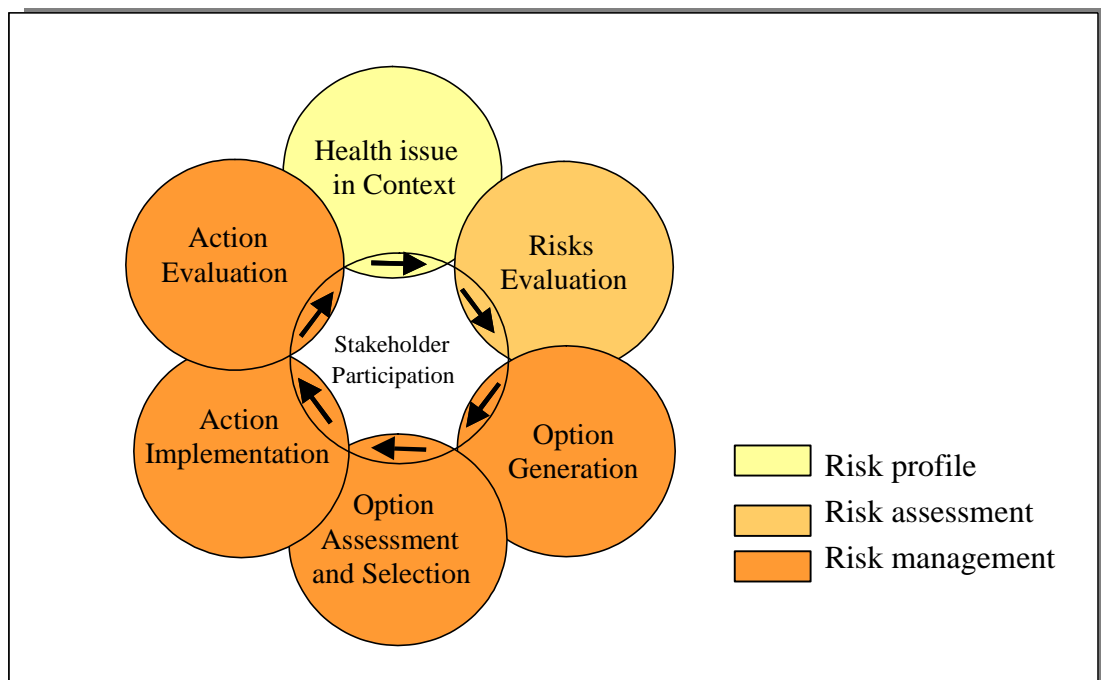 Health issue
in Context
Risks
Evaluation
Option
Generation
Option
Assessment
and Selection
Action
Implementation
Action
Evaluation
Stakeholder
Participation
Risk profile
Risk assessment
Risk management